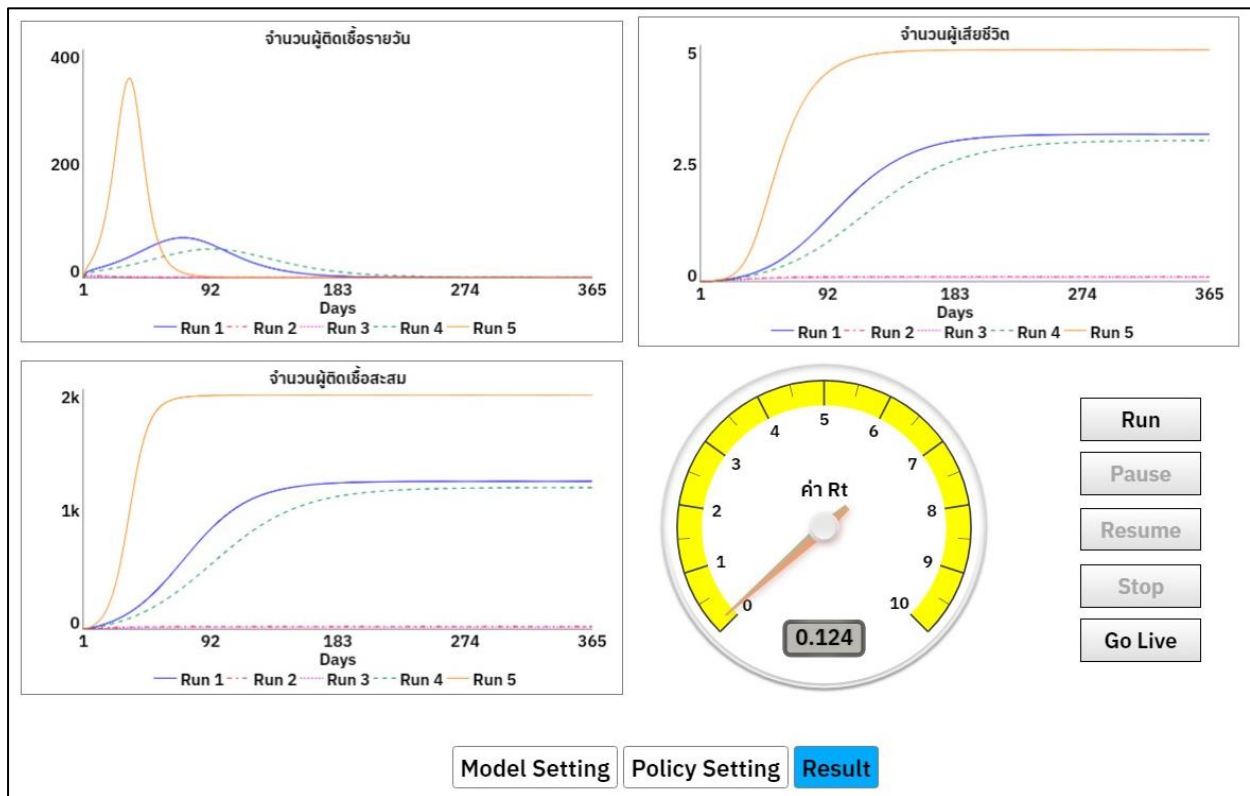 จำนวนผู้ติดเชื้อรายวัน
400
200
0
1 92 183 274 365
Days
Run 1 Run 2 Run 3 Run 4 Run 5
จำนวนผู้เสียชีวิต
5
2.5
0
1 92 183 274 365
Days
Run 1 Run 2 Run 3 Run 4 Run 5
จำนวนผู้ติดเชื้อสะสม
2k
1k
0
1 92 183 274 365
Days
Run 1 Run 2 Run 3 Run 4 Run 5
0 1 2 3 4 5 6 7 8 9 10
ค่า Rt
0.124
Run
Pause
Resume
Stop
Go Live
Model Setting Policy Setting Result